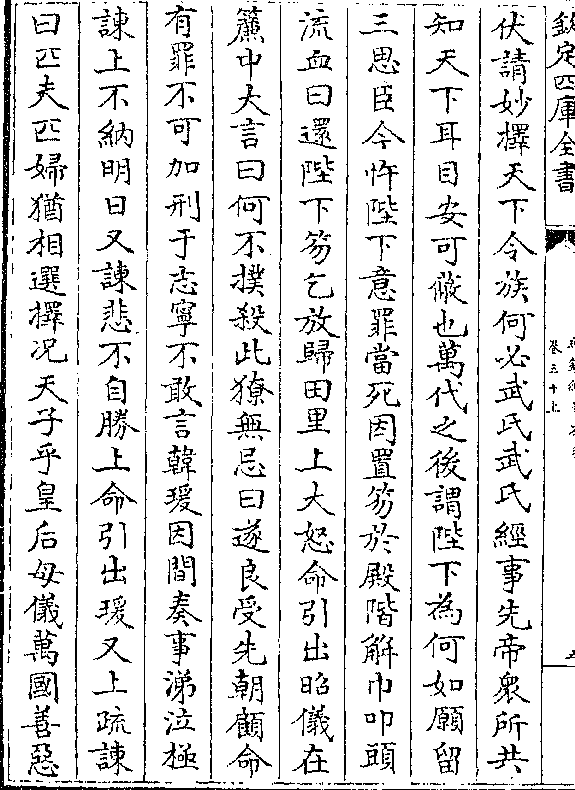 欽定四庫全書
卷五十上
伏請妙擇天下令族何必武氏武氏經事先帝衆所共
知天下耳目安可蔽也萬代之後謂陛下為何如願留
三思臣今忤陛下意罪當死因置笏於殿階解巾叩頭
流血曰還陛下笏乞放歸田里上大怒命引出昭儀在
簾中大言曰何不撲殺此獠無忌曰遂良受先朝顧命
有罪不可加刑于志寧不敢言韓瑗因間奏事涕泣極
諫上不納明日又諫悲不自勝上命引出瑗又上疏諫
曰匹夫匹婦猶相選擇况天子乎皇后母儀萬國善惡